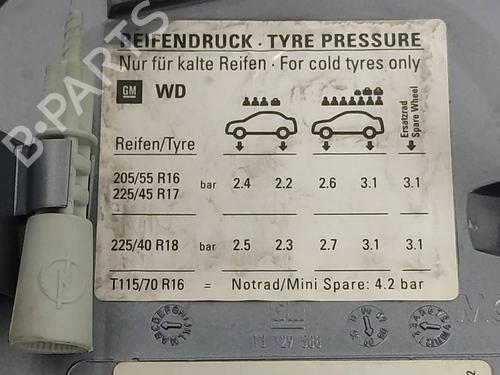 REIFENDRUCK · TYRE PRESSURE
Nur für kalte Reifen · For cold tyres only
GM WD
Ersatzrad
Spare Wheel
Reifen/Tyre
205/55 R16
225/45 R17 bar 2.4 2.2 2.6 3.1 3.1
225/40 R18 bar 2.5 2.3 2.7 3.1 3.1
T115/70 R16 = Notrad/Mini Spare: 4.2 bar
B-PARTS